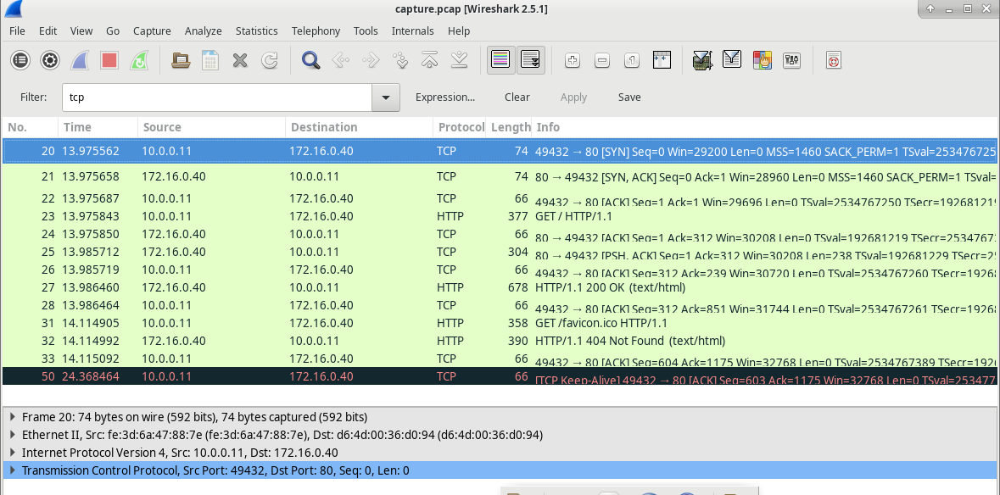 capture.pcap [Wireshark 2.5.1]
File Edit View Go Capture Analyze Statistics Telephony Tools Internals Help
Filter: tcp Expression... Clear Apply Save
No. Time Source Destination Protocol Length Info
20 13.975562 10.0.0.11 172.16.0.40 TCP 74 49432 → 80 [SYN] Seq=0 Win=29200 Len=0 MSS=1460 SACK_PERM=1 TSval=253476725
21 13.975658 172.16.0.40 10.0.0.11 TCP 74 80 → 49432 [SYN, ACK] Seq=0 Ack=1 Win=28960 Len=0 MSS=1460 SACK_PERM=1 TSval=
22 13.975687 10.0.0.11 172.16.0.40 TCP 66 49432 → 80 [ACK] Seq=1 Ack=1 Win=29696 Len=0 TSval=2534767250 TSecr=192681219
23 13.975843 10.0.0.11 172.16.0.40 HTTP 377 GET / HTTP/1.1
24 13.975850 172.16.0.40 10.0.0.11 TCP 66 80 → 49432 [ACK] Seq=1 Ack=312 Win=30208 Len=0 TSval=192681219 TSecr=2534767
25 13.985712 172.16.0.40 10.0.0.11 TCP 304 80 → 49432 [PSH, ACK] Seq=1 Ack=312 Win=30208 Len=238 TSval=192681229 TSecr=25
26 13.985719 10.0.0.11 172.16.0.40 TCP 66 49432 → 80 [ACK] Seq=312 Ack=239 Win=30720 Len=0 TSval=2534767260 TSecr=19268
27 13.986460 172.16.0.40 10.0.0.11 HTTP 678 HTTP/1.1 200 OK (text/html)
28 13.986464 10.0.0.11 172.16.0.40 TCP 66 49432 → 80 [ACK] Seq=312 Ack=851 Win=31744 Len=0 TSval=2534767261 TSecr=19268
31 14.114905 10.0.0.11 172.16.0.40 HTTP 358 GET /favicon.ico HTTP/1.1
32 14.114992 172.16.0.40 10.0.0.11 HTTP 390 HTTP/1.1 404 Not Found (text/html)
33 14.115092 10.0.0.11 172.16.0.40 TCP 66 49432 → 80 [ACK] Seq=604 Ack=1175 Win=32768 Len=0 TSval=2534767389 TSecr=192
50 24.368464 10.0.0.11 172.16.0.40 TCP 66 [TCP Keep-Alive] 49432 → 80 [ACK] Seq=603 Ack=1175 Win=32768 Len=0 TSval=253477
Frame 20: 74 bytes on wire (592 bits), 74 bytes captured (592 bits)
Ethernet II, Src: fe:3d:6a:47:88:7e (fe:3d:6a:47:88:7e), Dst: d6:4d:00:36:d0:94 (d6:4d:00:36:d0:94)
Internet Protocol Version 4, Src: 10.0.0.11, Dst: 172.16.0.40
Transmission Control Protocol, Src Port: 49432, Dst Port: 80, Seq: 0, Len: 0